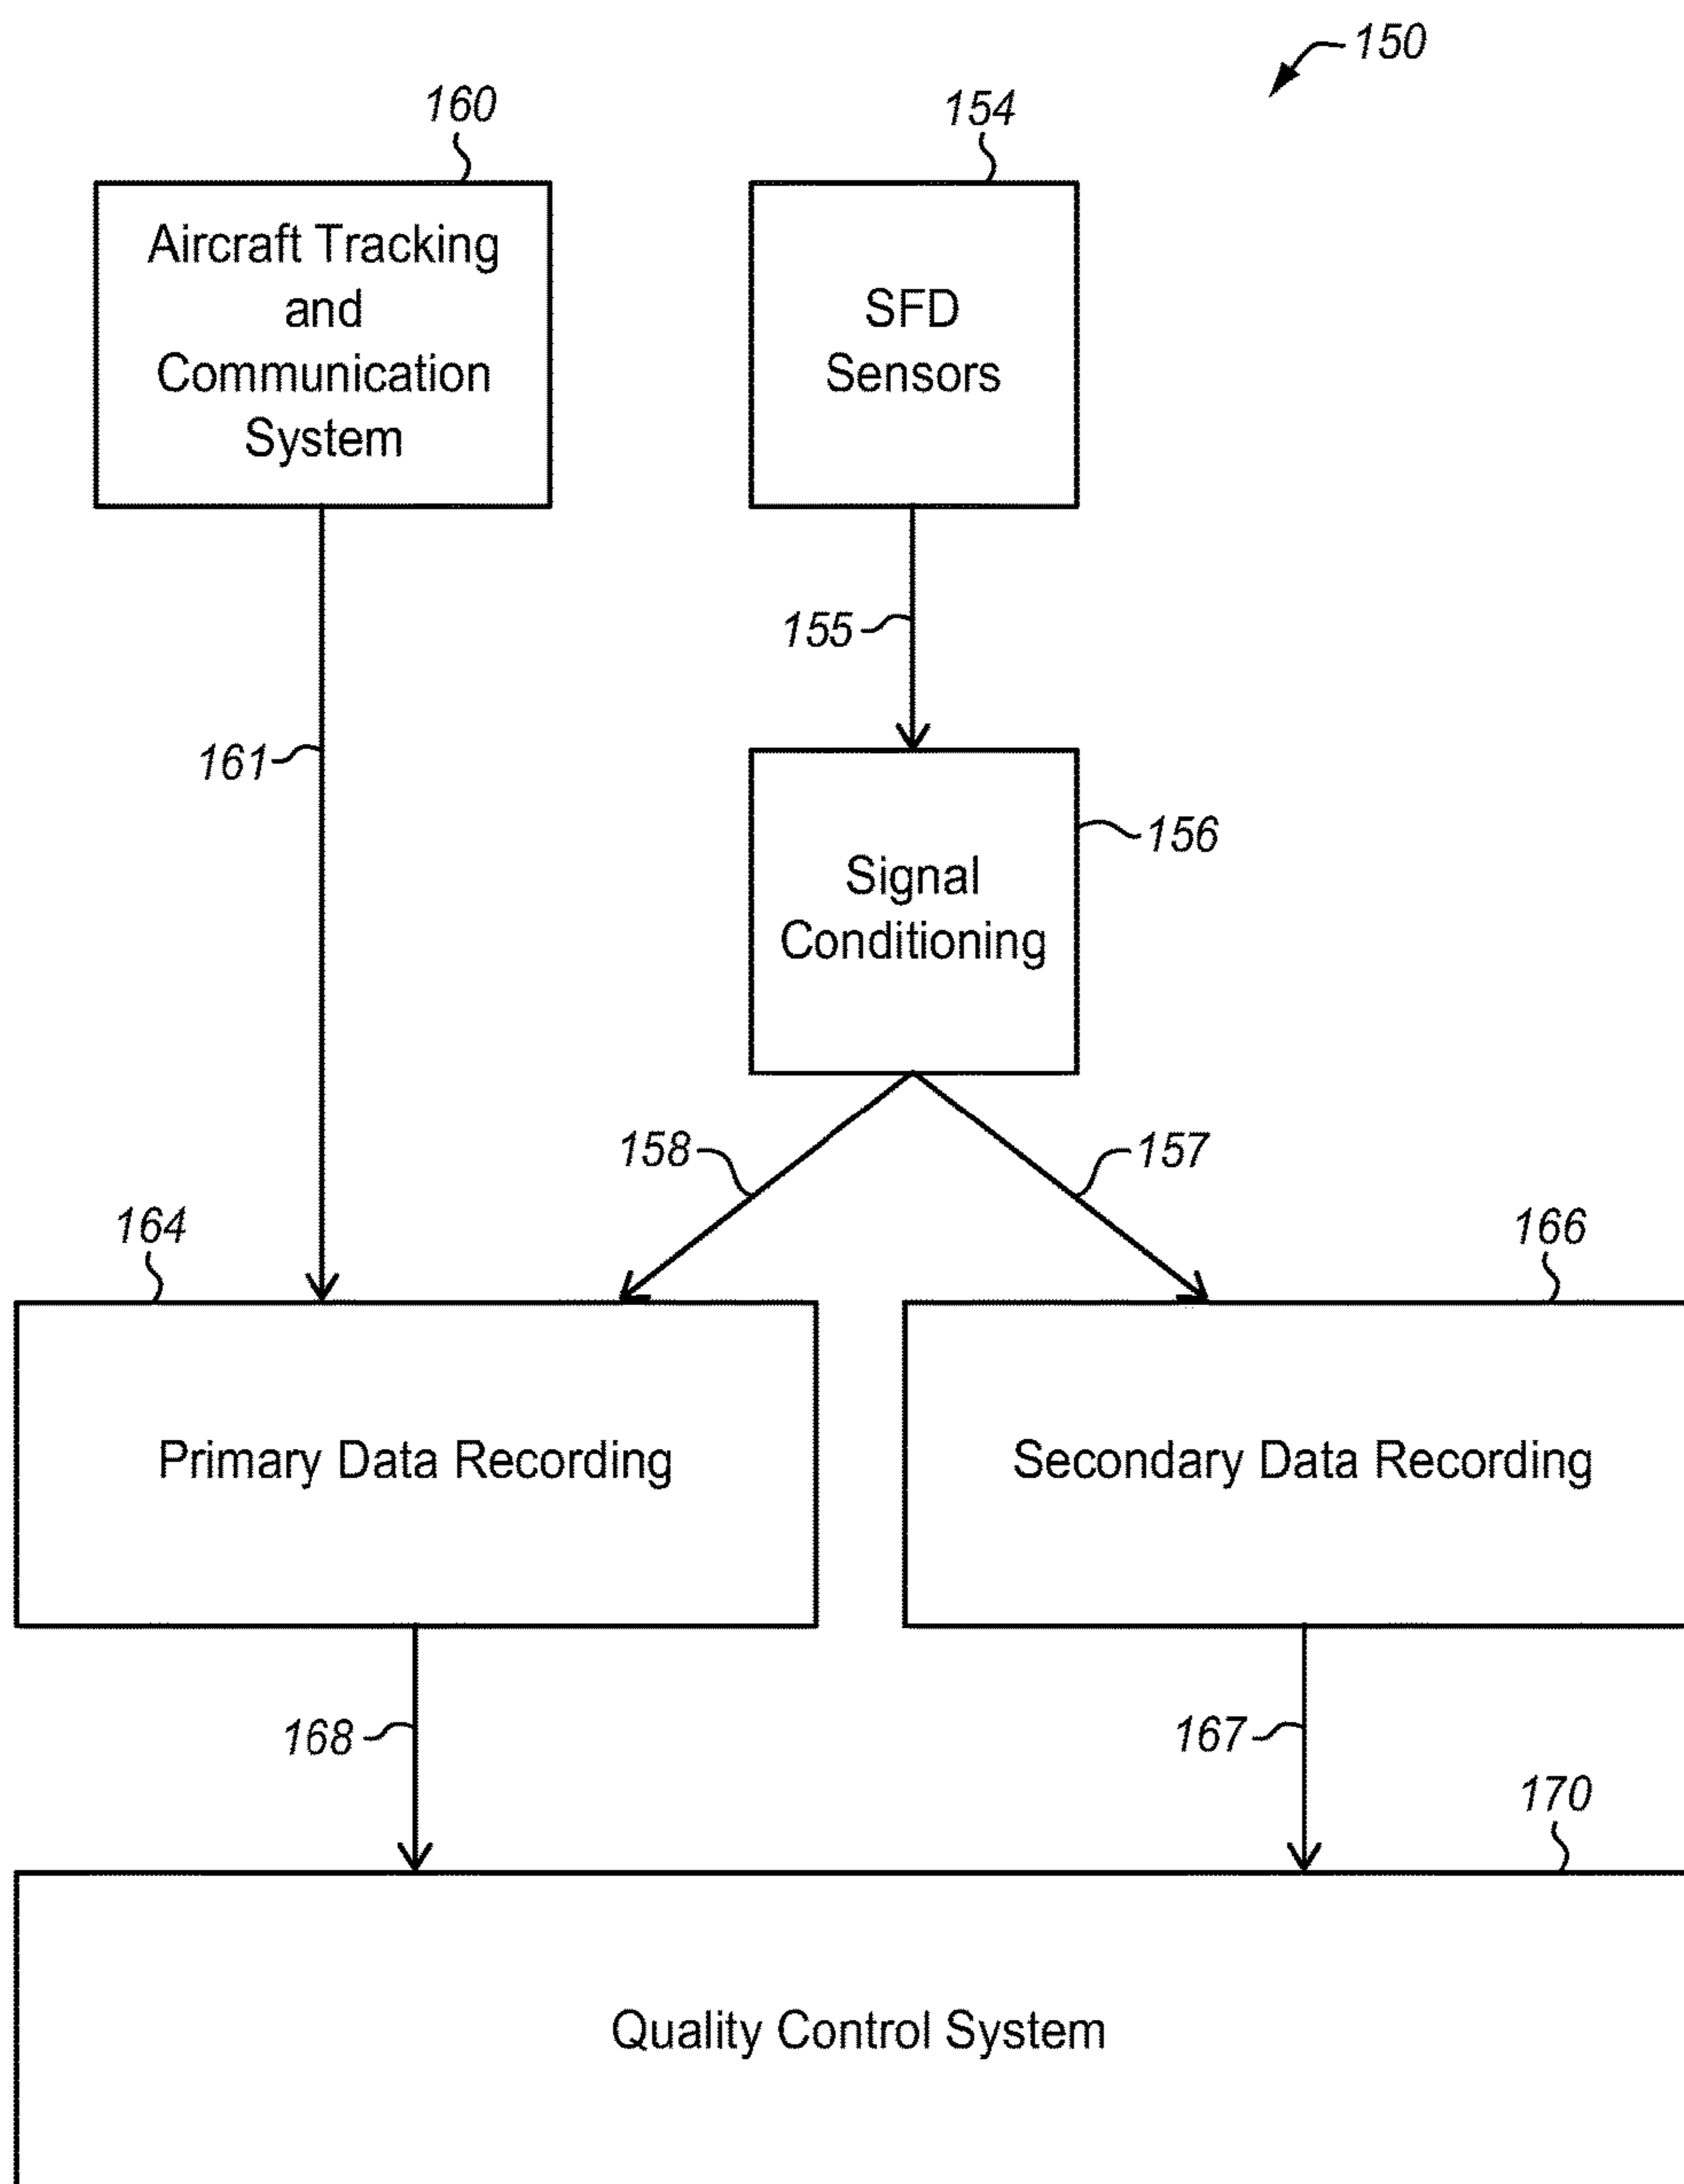 150
160
154
Aircraft Tracking
and
Communication
System
SFD
Sensors
155
161
156
Signal
Conditioning
158
157
164
166
Primary Data Recording
Secondary Data Recording
168
167
170
Quality Control System